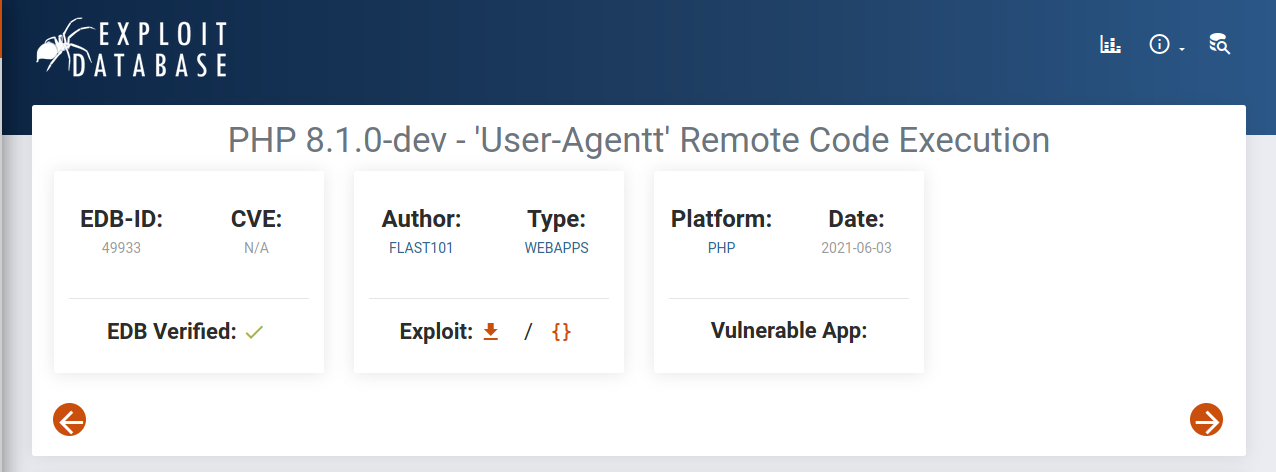 EXPLOIT
DATABASE
PHP 8.1.0-dev - 'User-Agentt' Remote Code Execution
EDB-ID:
49933
CVE:
N/A
EDB Verified:
Author:
FLAST101
Type:
WEBAPPS
Exploit: / {}
Platform:
PHP
Date:
2021-06-03
Vulnerable App: